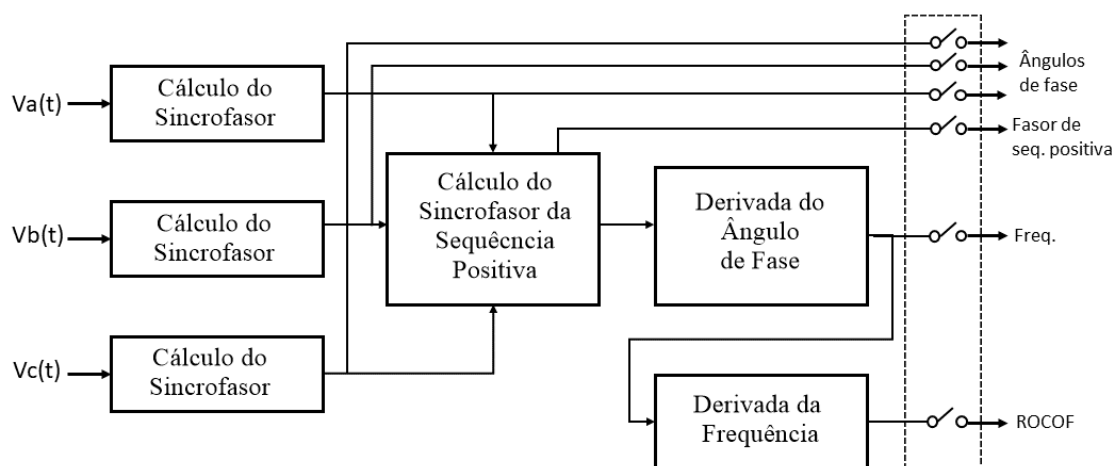 Va(t)
Cálculo do
Sincrofasor
Vb(t)
Cálculo do
Sincrofasor
Vc(t)
Cálculo do
Sincrofasor
Cálculo do
Sincrofasor da
Sequêcncia
Positiva
Derivada do
Ângulo
de Fase
Derivada da
Frequência
Ângulos
de fase
Fasor de
seq. positiva
Freq.
ROCOF